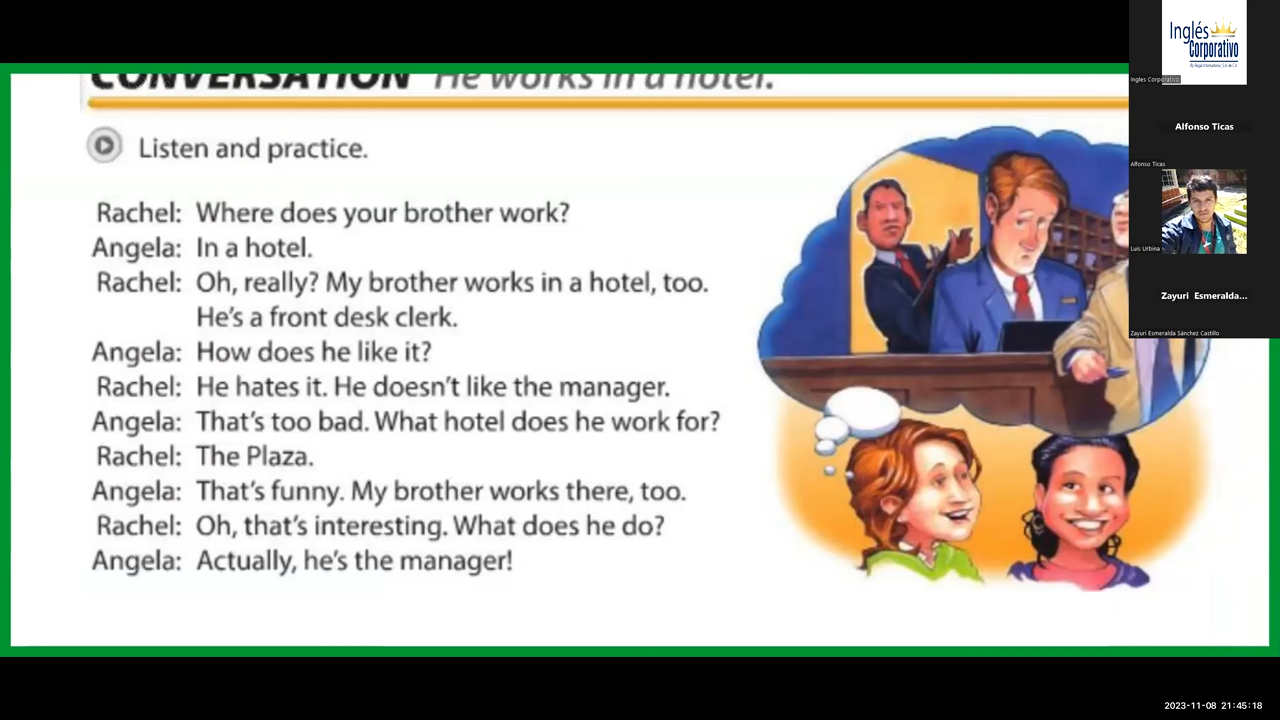 CONVERSATION He works in a hotel.
Listen and practice.
Rachel: Where does your brother work?
Angela: In a hotel.
Rachel: Oh, really? My brother works in a hotel, too.
He's a front desk clerk.
Angela: How does he like it?
Rachel: He hates it. He doesn't like the manager.
Angela: That's too bad. What hotel does he work for?
Rachel: The Plaza.
Angela: That's funny. My brother works there, too.
Rachel: Oh, that's interesting. What does he do?
Angela: Actually, he's the manager!
Inglés
Corporativo
Ingles Corporativo
Alfonso Ticas
Alfonso Ticas
Luis Urbina
Zayuri Esmeralda...
Zayuri Esmeralda Sánchez Castillo
2023-11-08 21:45:18